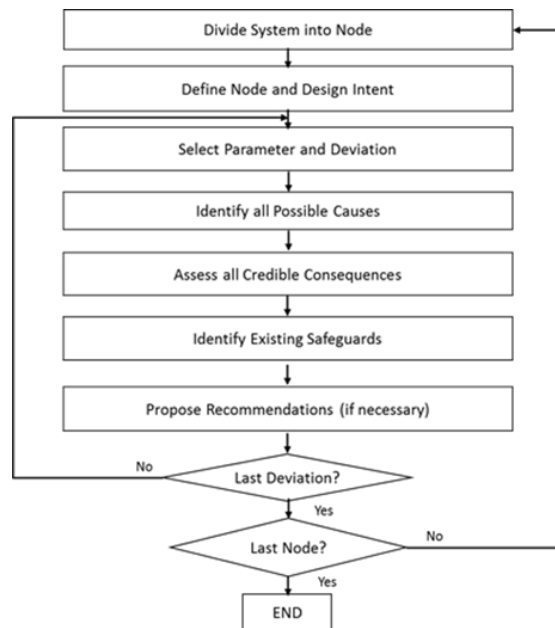 Divide System into Node
Define Node and Design Intent
Select Parameter and Deviation
Identify all Possible Causes
Assess all Credible Consequences
Identify Existing Safeguards
Propose Recommendations (if necessary)
No
Last Deviation?
Yes
Last Node?
No
Yes
END